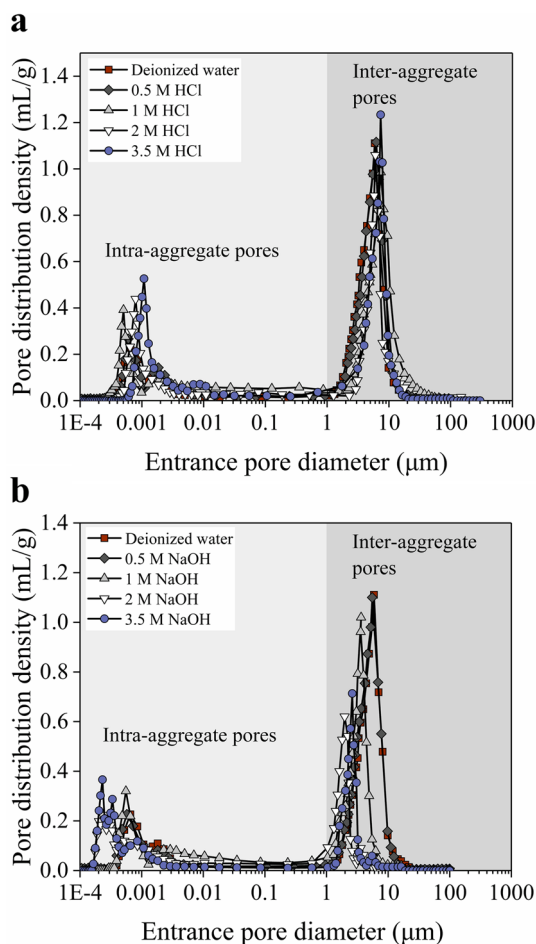 a
Pore distribution density (mL/g)
1.4
1.2
1.0
0.8
0.6
0.4
0.2
0.0
Deionized water
0.5 M HCl
1 M HCl
2 M HCl
3.5 M HCl
Inter-aggregate
pores
Intra-aggregate pores
1E-4 0.001 0.01 0.1 1 10 100 1000
Entrance pore diameter (μm)
b
Pore distribution density (mL/g)
1.4
1.2
1.0
0.8
0.6
0.4
0.2
0.0
Deionized water
0.5 M NaOH
1 M NaOH
2 M NaOH
3.5 M NaOH
Inter-aggregate
pores
Intra-aggregate pores
1E-4 0.001 0.01 0.1 1 10 100 1000
Entrance pore diameter (μm)